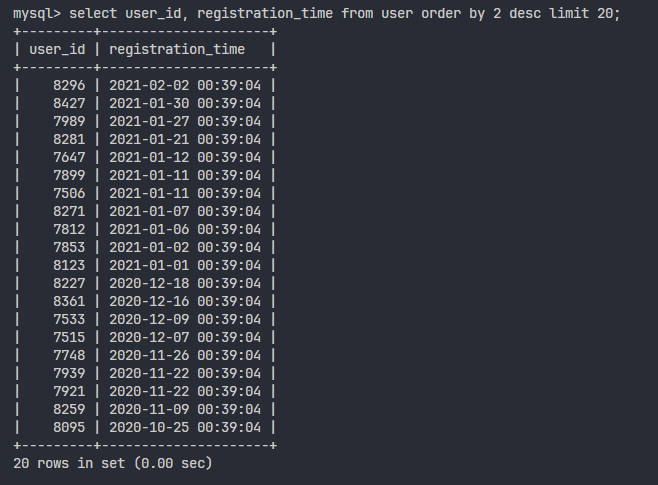 mysql> select user_id, registration_time from user order by 2 desc limit 20;
+---------+---------------------+
| user_id | registration_time   |
+---------+---------------------+
|    8296 | 2021-02-02 00:39:04 |
|    8427 | 2021-01-30 00:39:04 |
|    7989 | 2021-01-27 00:39:04 |
|    8281 | 2021-01-21 00:39:04 |
|    7647 | 2021-01-12 00:39:04 |
|    7899 | 2021-01-11 00:39:04 |
|    7506 | 2021-01-11 00:39:04 |
|    8271 | 2021-01-07 00:39:04 |
|    7812 | 2021-01-06 00:39:04 |
|    7853 | 2021-01-02 00:39:04 |
|    8123 | 2021-01-01 00:39:04 |
|    8227 | 2020-12-18 00:39:04 |
|    8361 | 2020-12-16 00:39:04 |
|    7533 | 2020-12-09 00:39:04 |
|    7515 | 2020-12-07 00:39:04 |
|    7748 | 2020-11-26 00:39:04 |
|    7939 | 2020-11-22 00:39:04 |
|    7921 | 2020-11-22 00:39:04 |
|    8259 | 2020-11-09 00:39:04 |
|    8095 | 2020-10-25 00:39:04 |
+---------+---------------------+
20 rows in set (0.00 sec)